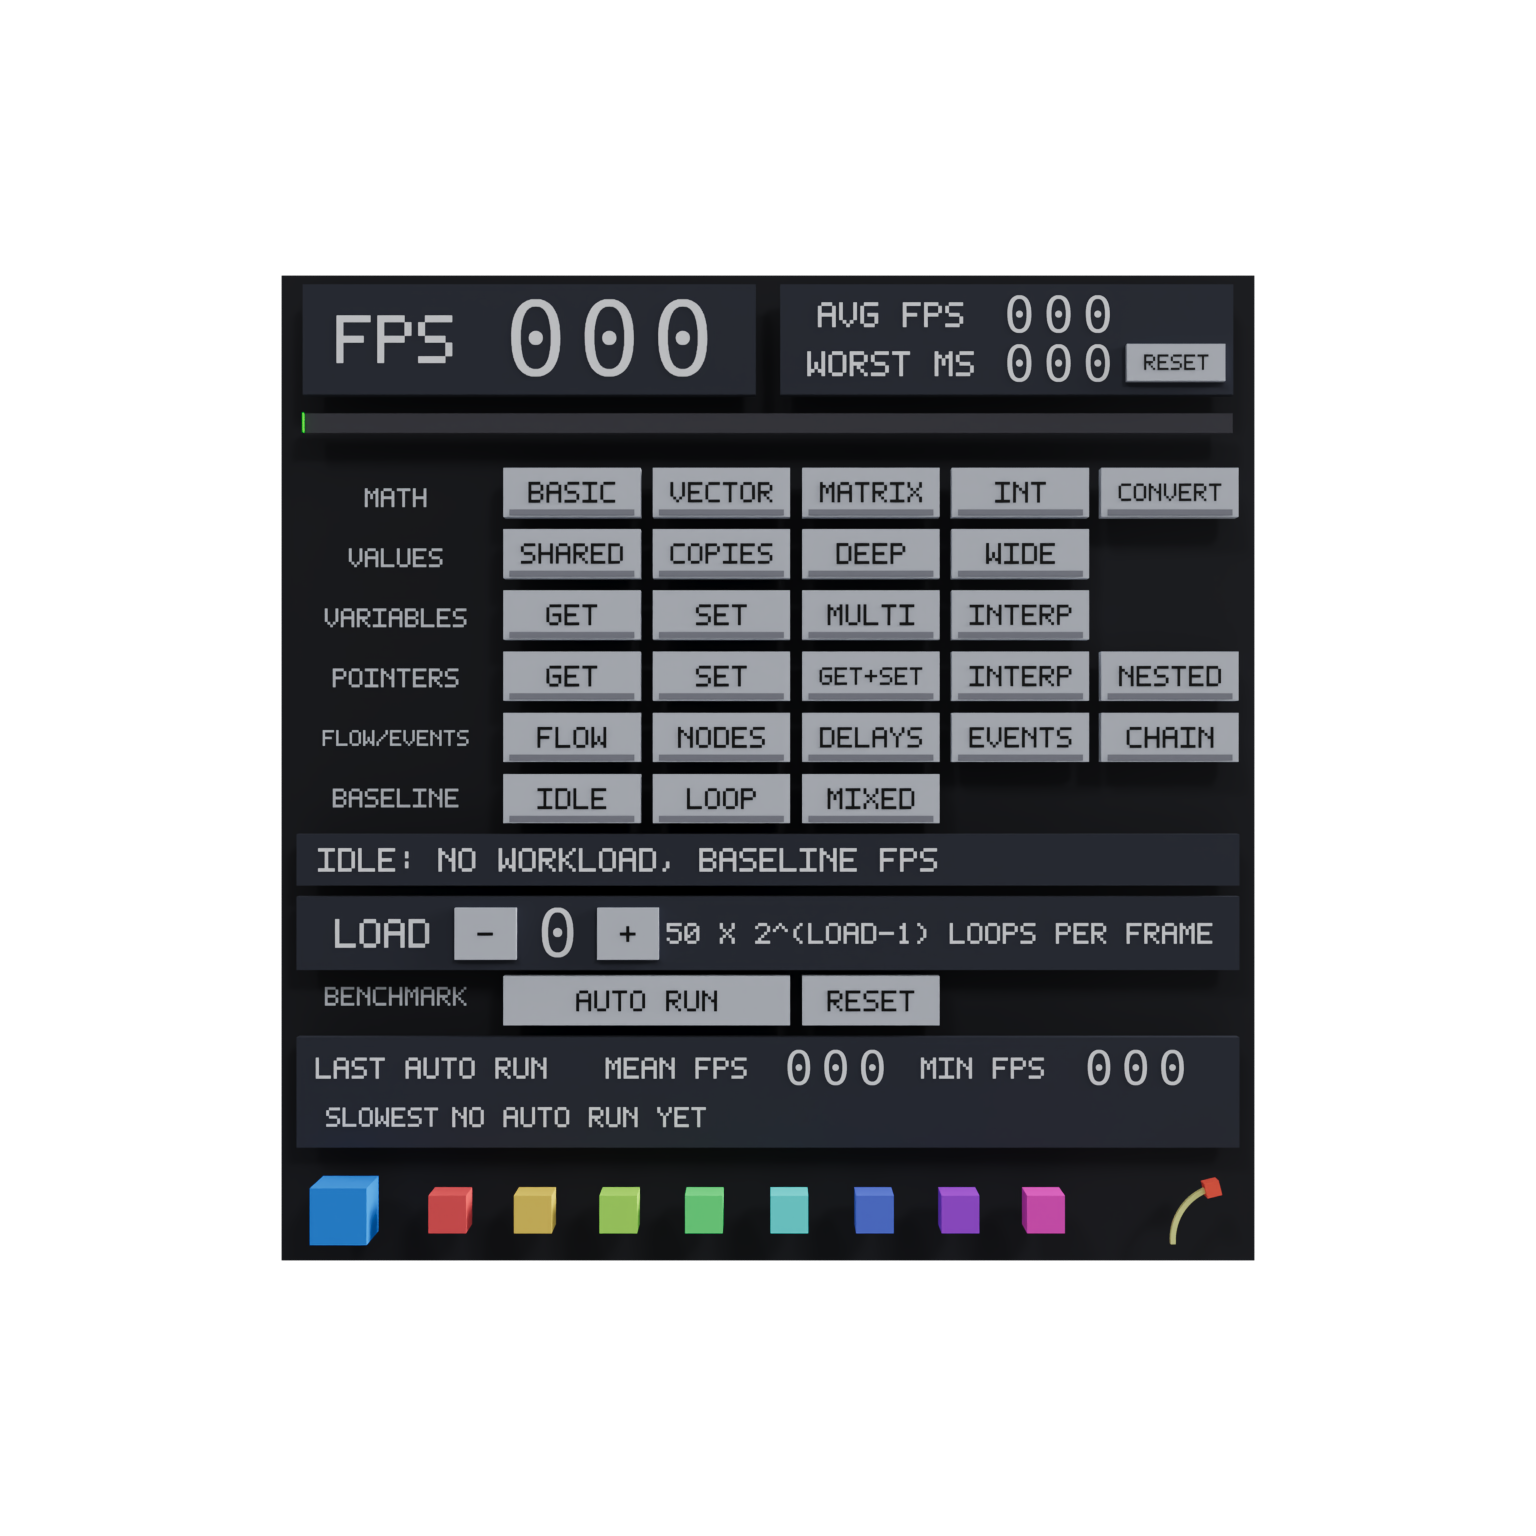 FPS 000
AVG FPS 000
WORST MS 000 RESET
MATH BASIC VECTOR MATRIX INT CONVERT
VALUES SHARED COPIES DEEP WIDE
VARIABLES GET SET MULTI INTERP
POINTERS GET SET GET+SET INTERP NESTED
FLOW/EVENTS FLOW NODES DELAYS EVENTS CHAIN
BASELINE IDLE LOOP MIXED
IDLE: NO WORKLOAD, BASELINE FPS
LOAD - 0 + 50 X 2^(LOAD-1) LOOPS PER FRAME
BENCHMARK AUTO RUN RESET
LAST AUTO RUN MEAN FPS 000 MIN FPS 000
SLOWEST NO AUTO RUN YET